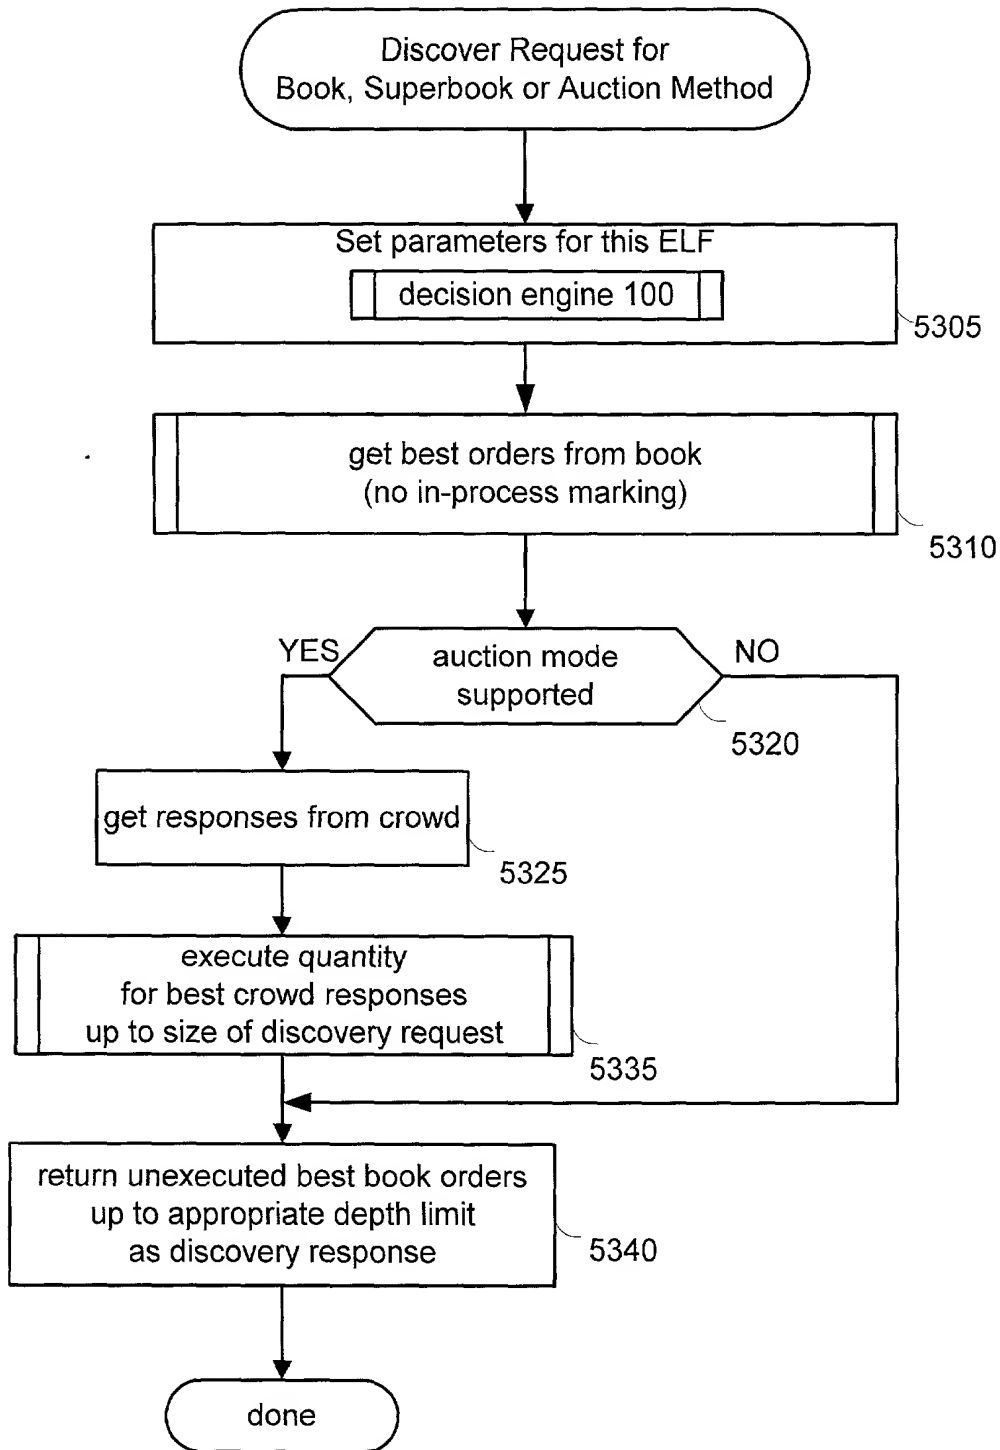 Discover Request for
Book, Superbook or Auction Method
Set parameters for this ELF
decision engine 100
5305
get best orders from book
(no in-process marking)
5310
YES
auction mode
supported
NO
5320
get responses from crowd
5325
execute quantity
for best crowd responses
up to size of discovery request
5335
return unexecuted best book orders
up to appropriate depth limit
as discovery response
5340
done